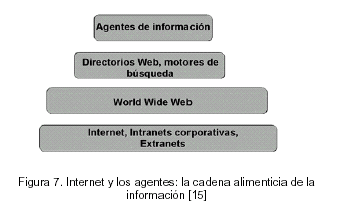 Agentes de información
Directorios Web, motores de
búsqueda
World Wide Web
Internet, Intranets corporativas,
Extranets
Figura 7. Internet y los agentes: la cadena alimenticia de la
información [15]